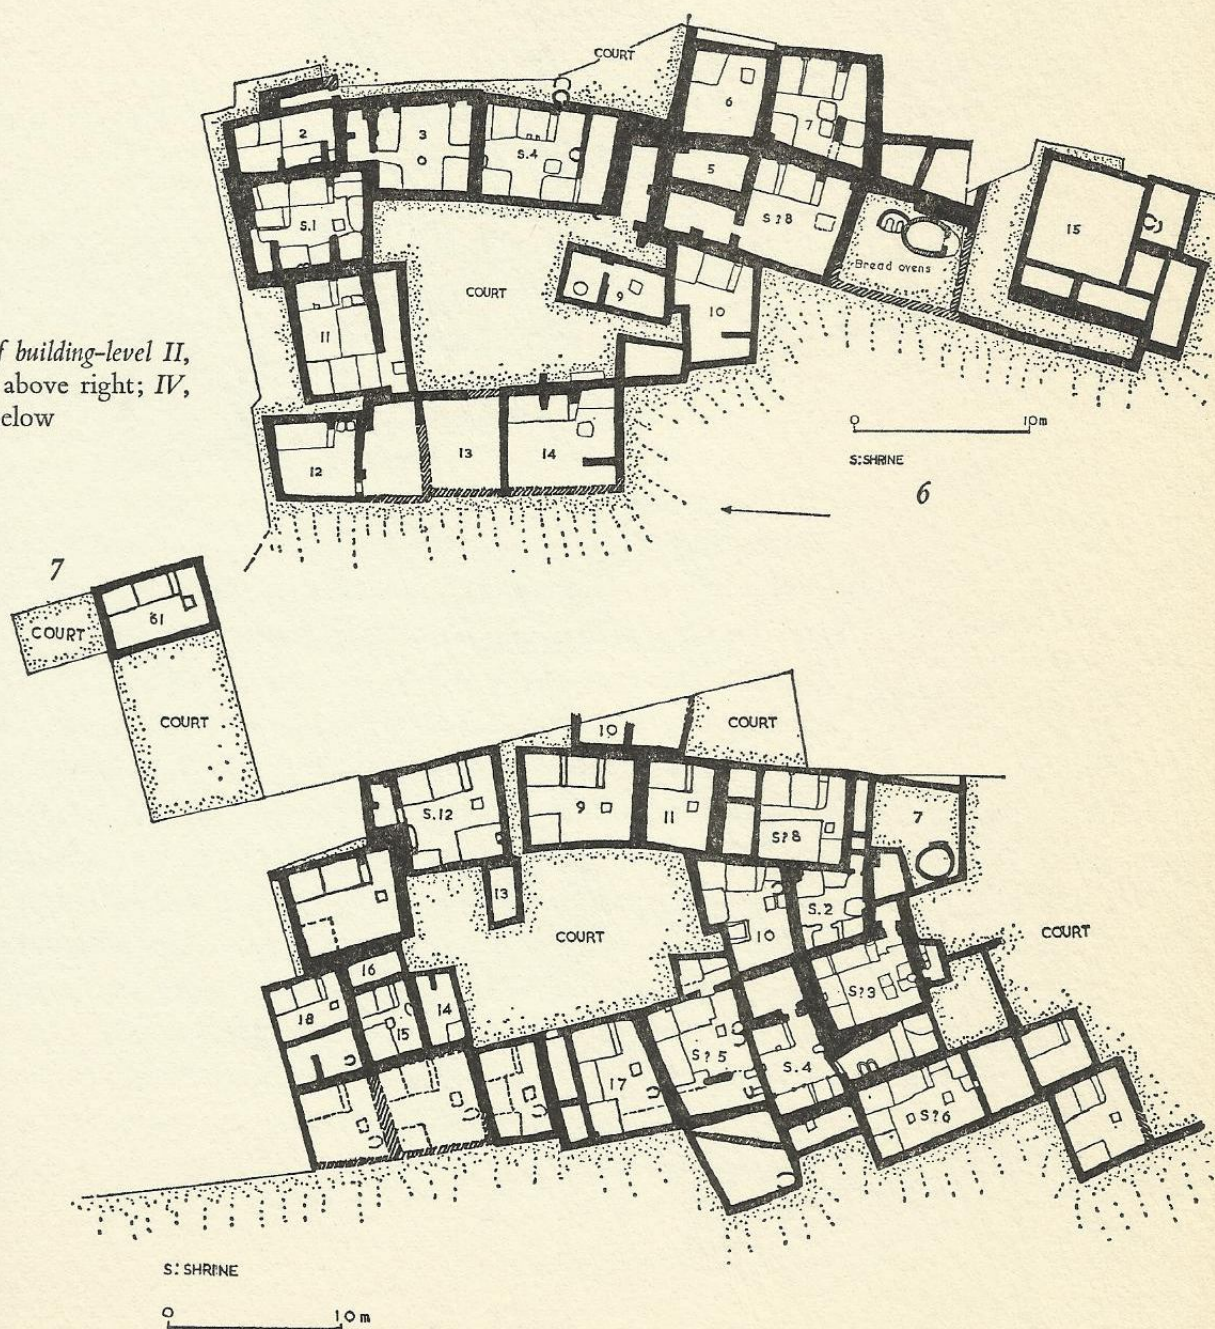 COURT
6
7
2
3
S.4
5
S?8
S.1
15
Bread ovens
COURT
9
10
11
f building-level II,
above right; IV,
elow
12
13
14
0 10m
S:SHRINE
6
7
COURT
61
COURT
10
COURT
S.12
9
11
S?8
7
13
S.2
COURT
10
COURT
16
S?3
18
14
15
S?5
S.4
17
S?6
S:SHRINE
0 10m